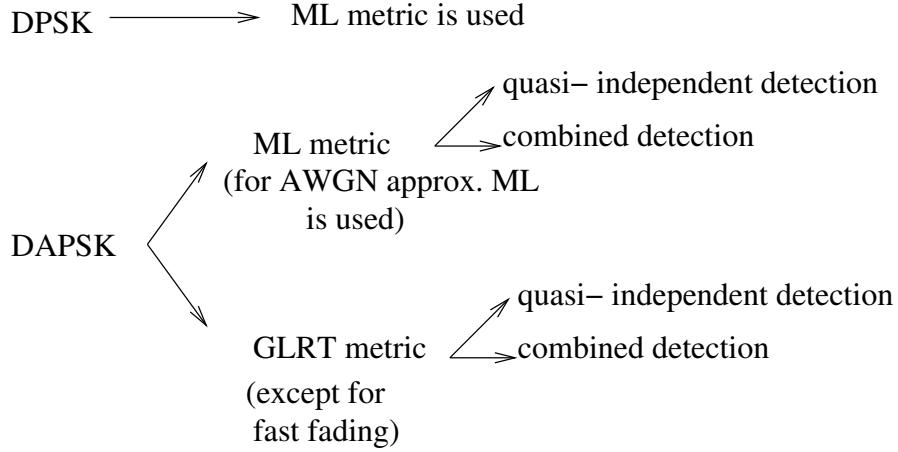 DPSK
ML metric is used
quasi− independent detection
combined detection
ML metric
(for AWGN approx. ML
is used)
DAPSK
quasi− independent detection
combined detection
GLRT metric
(except for
fast fading)